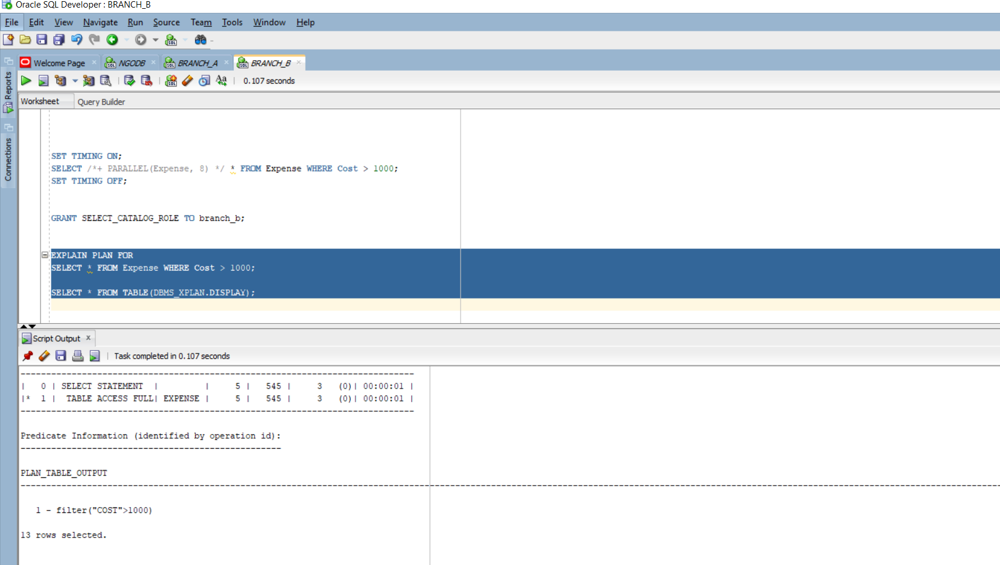 Oracle SQL Developer : BRANCH_B
File Edit View Navigate Run Source Team Tools Window Help
Welcome Page NGODB BRANCH_A BRANCH_B
0.107 seconds
Reports
Connections
Worksheet Query Builder
SET TIMING ON;
SELECT /*+ PARALLEL(Expense, 8) */ * FROM Expense WHERE Cost > 1000;
SET TIMING OFF;
GRANT SELECT_CATALOG_ROLE TO branch_b;
EXPLAIN PLAN FOR
SELECT * FROM Expense WHERE Cost > 1000;
SELECT * FROM TABLE(DBMS_XPLAN.DISPLAY);
Script Output
Task completed in 0.107 seconds
-----------------------------------------------------------------------------
|   0 | SELECT STATEMENT  |         |     5 |   545 |     3   (0)| 00:00:01 |
|*  1 |  TABLE ACCESS FULL| EXPENSE |     5 |   545 |     3   (0)| 00:00:01 |
-----------------------------------------------------------------------------
Predicate Information (identified by operation id):
---------------------------------------------------
PLAN_TABLE_OUTPUT
1 - filter("COST">1000)
13 rows selected.